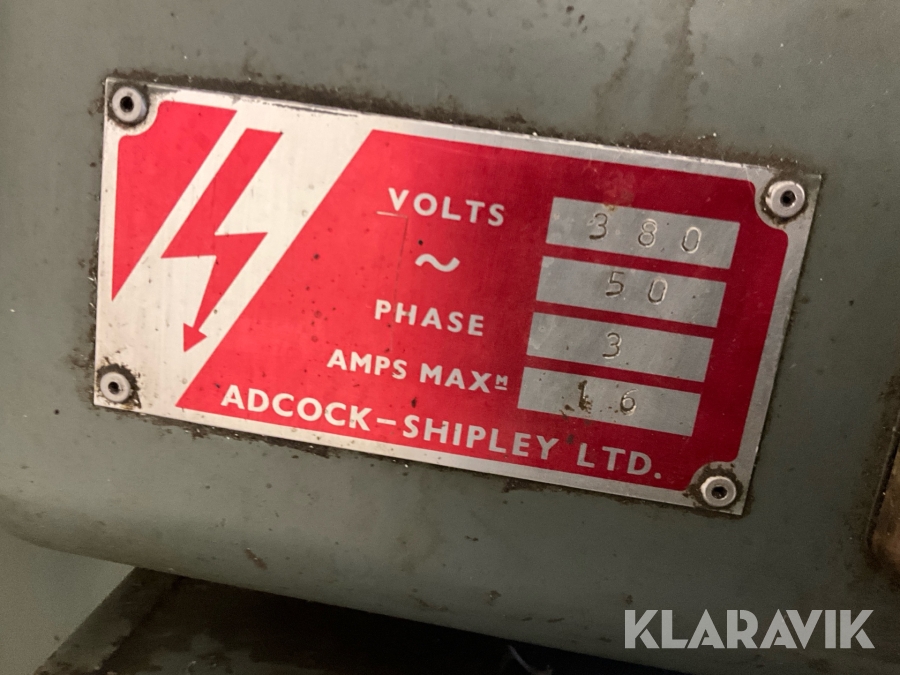 VOLTS 380
~ 50
PHASE 3
AMPS MAXM 16
ADCOCK-SHIPLEY LTD.
KLARAVIK